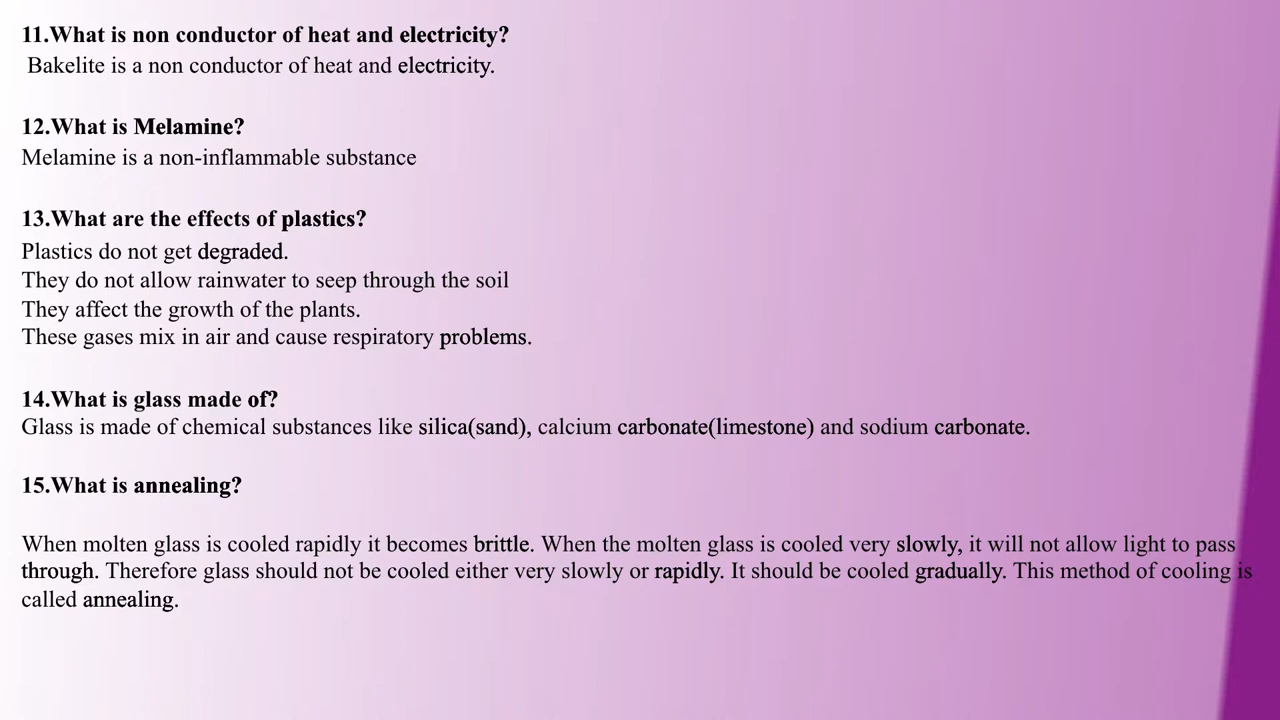 11.What is non conductor of heat and electricity?
Bakelite is a non conductor of heat and electricity.
12.What is Melamine?
Melamine is a non-inflammable substance
13.What are the effects of plastics?
Plastics do not get degraded.
They do not allow rainwater to seep through the soil
They affect the growth of the plants.
These gases mix in air and cause respiratory problems.
14.What is glass made of?
Glass is made of chemical substances like silica(sand), calcium carbonate(limestone) and sodium carbonate.
15.What is annealing?
When molten glass is cooled rapidly it becomes brittle. When the molten glass is cooled very slowly, it will not allow light to pass
through. Therefore glass should not be cooled either very slowly or rapidly. It should be cooled gradually. This method of cooling is
called annealing.